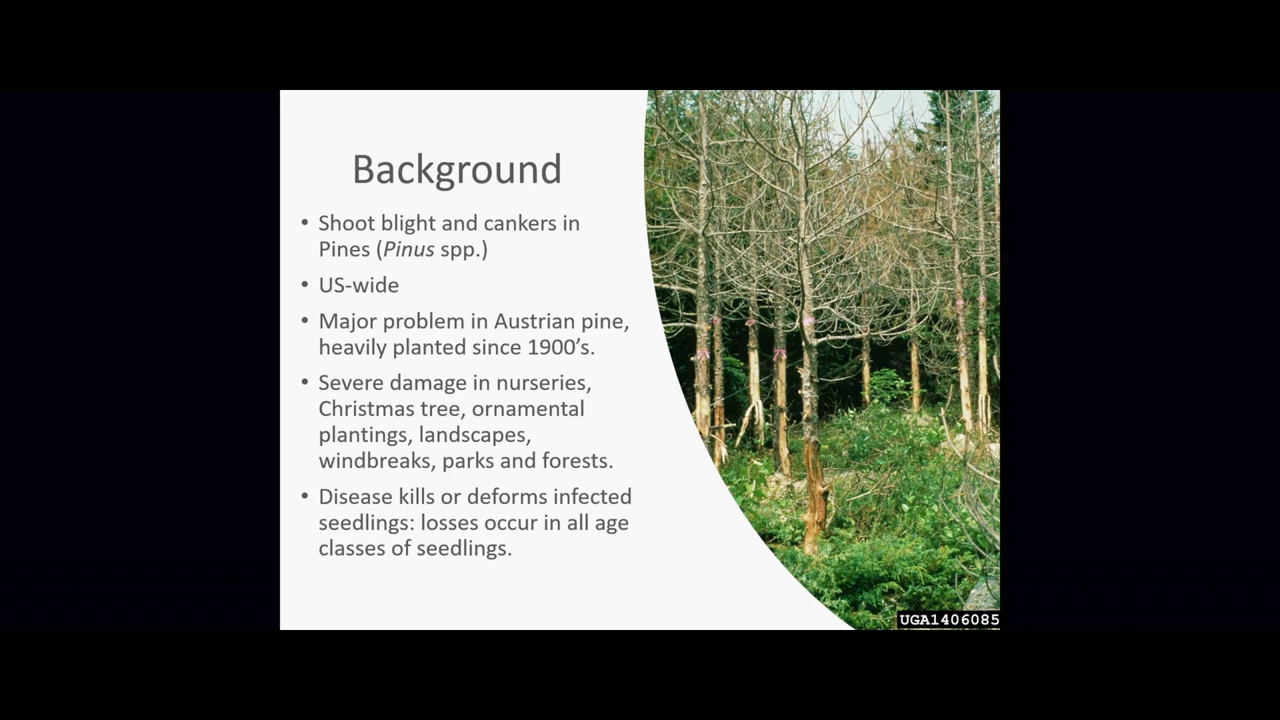 Background
• Shoot blight and cankers in
Pines (Pinus spp.)
• US-wide
• Major problem in Austrian pine,
heavily planted since 1900’s.
• Severe damage in nurseries,
Christmas tree, ornamental
plantings, landscapes,
windbreaks, parks and forests.
• Disease kills or deforms infected
seedlings: losses occur in all age
classes of seedlings.
UGA1406085